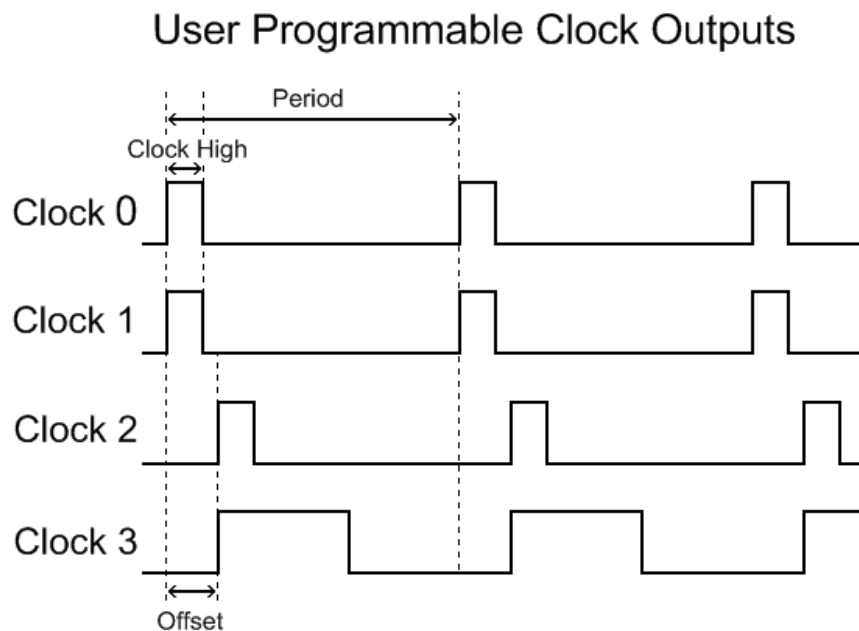 User Programmable Clock Outputs
Period
Clock High
Clock 0
Clock 1
Clock 2
Clock 3
Offset